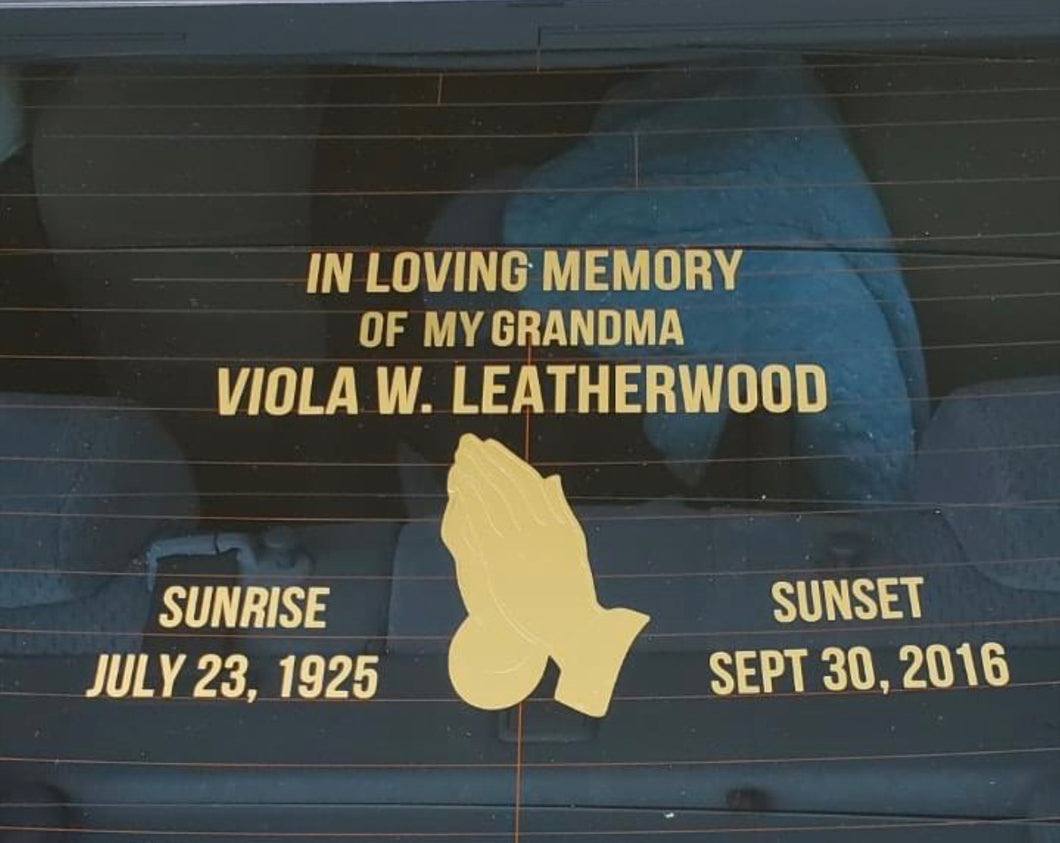 IN LOVING MEMORY
OF MY GRANDMA
VIOLA W. LEATHERWOOD
SUNRISE
JULY 23, 1925
SUNSET
SEPT 30, 2016